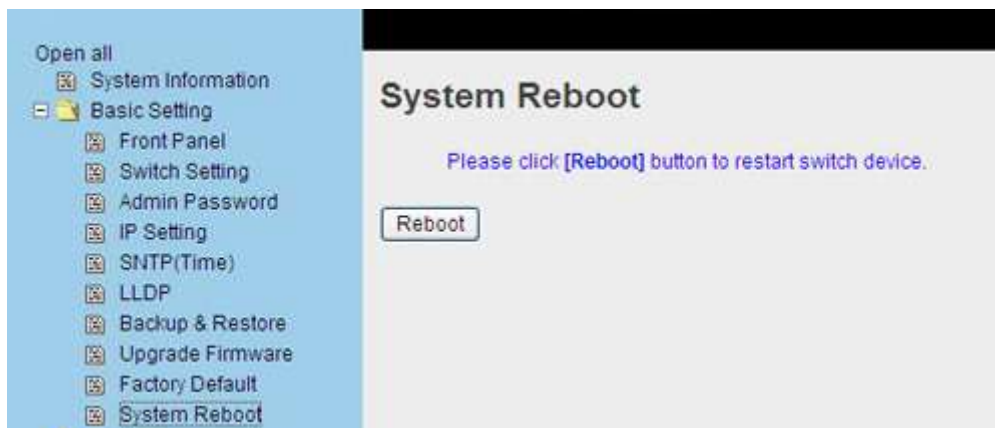 Open all
System Information
Basic Setting
Front Panel
Switch Setting
Admin Password
IP Setting
SNTP(Time)
LLDP
Backup & Restore
Upgrade Firmware
Factory Default
System Reboot
System Reboot
Please click [Reboot] button to restart switch device.
Reboot